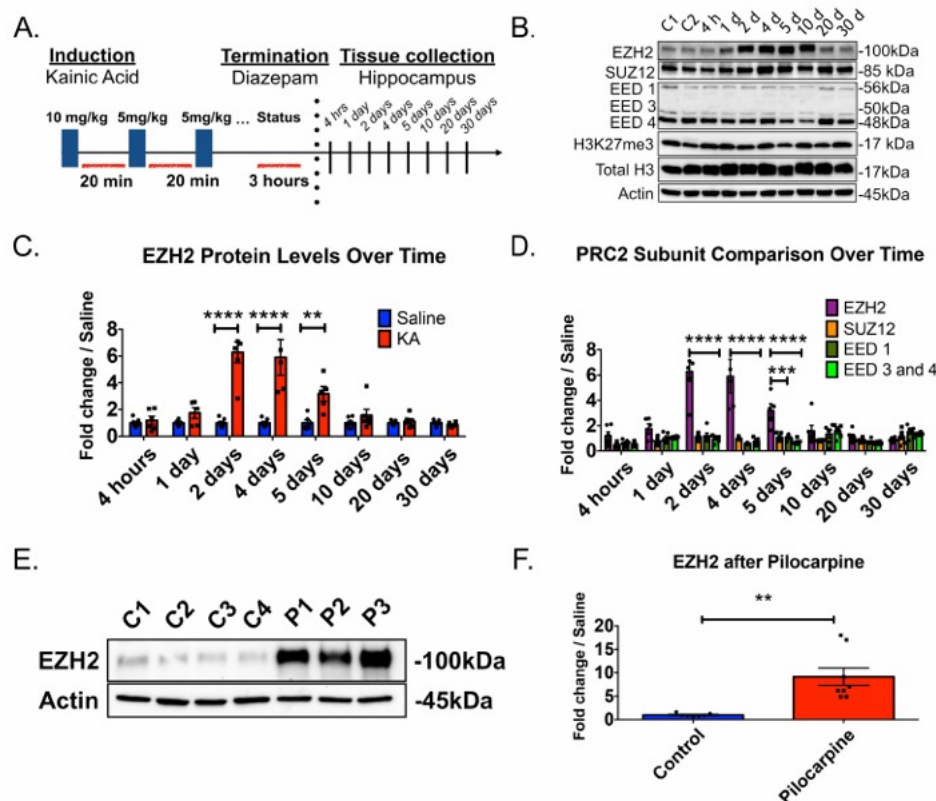 A.
Induction Termination Tissue collection
Kainic Acid Diazepam Hippocampus
10 mg/kg 5mg/kg 5mg/kg ... Status
4 hrs 1 day 2 days 4 days 5 days 10 days 20 days 30 days
20 min 20 min 3 hours
B.
C1 C2 4 h 1 d 2 d 4 d 5 d 10 d 20 d 30 d
EZH2 -100kDa
SUZ12 -85 kDa
EED 1 -56kDa
EED 3 -50kDa
EED 4 -48kDa
H3K27me3 -17 kDa
Total H3 -17kDa
Actin -45kDa
C.
EZH2 Protein Levels Over Time
Fold change / Saline
8
6
4
2
0
**** **** **
Saline
KA
4 hours 1 day 2 days 4 days 5 days 10 days 20 days 30 days
D.
PRC2 Subunit Comparison Over Time
Fold change / Saline
8
6
4
2
0
**** **** ****
***
EZH2
SUZ12
EED 1
EED 3 and 4
4 hours 1 day 2 days 4 days 5 days 10 days 20 days 30 days
E.
C1 C2 C3 C4 P1 P2 P3
EZH2 -100kDa
Actin -45kDa
F.
EZH2 after Pilocarpine
Fold change / Saline
20
15
10
5
0
**
Control Pilocarpine